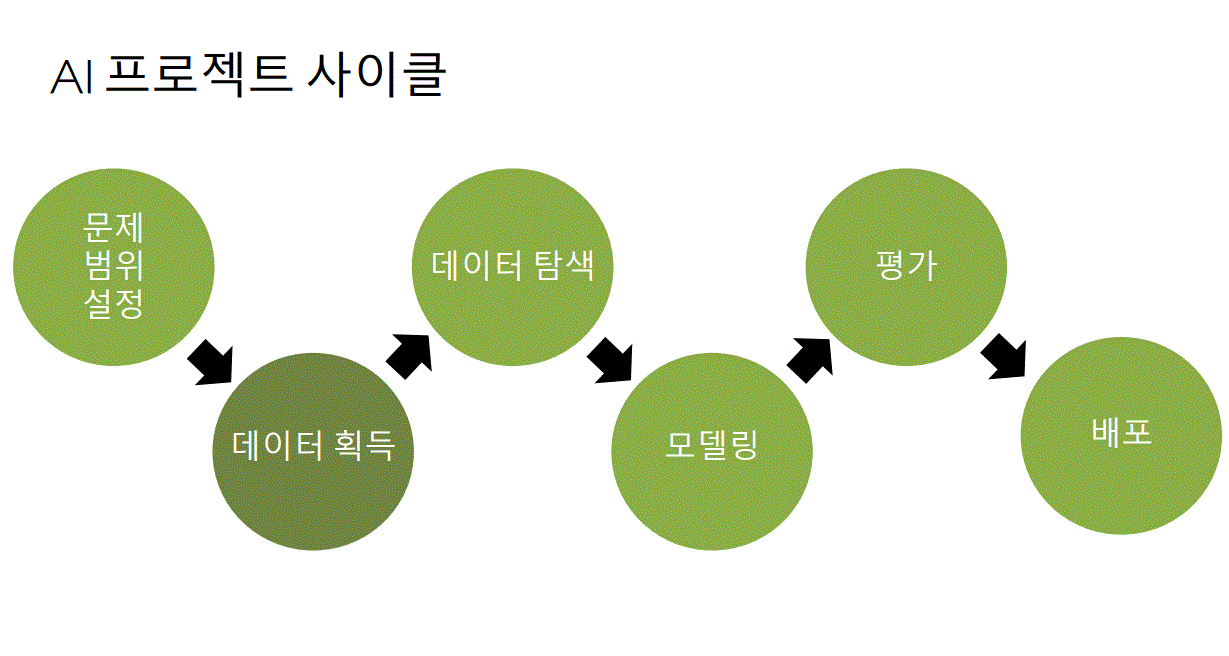 AI 프로젝트 사이클
문제
범위
설정
데이터 획득
데이터 탐색
모델링
평가
배포